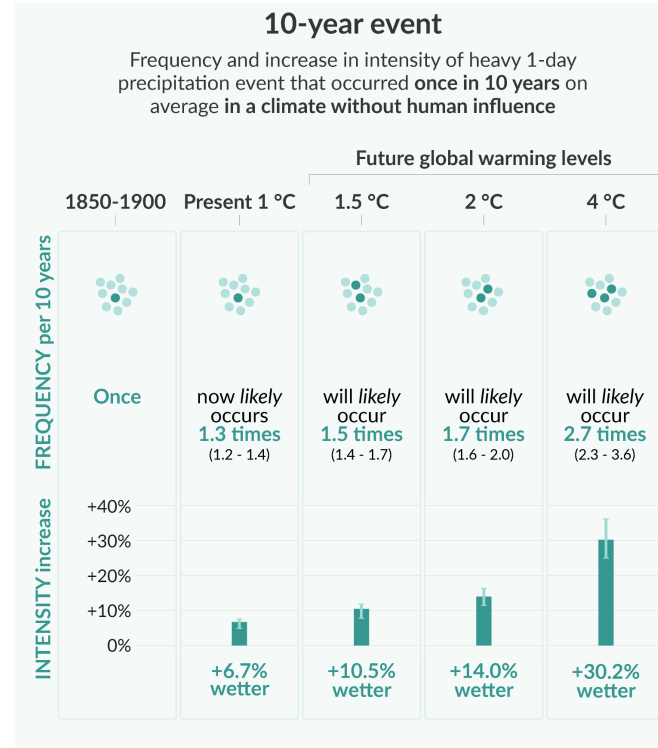 10-year event
Frequency and increase in intensity of heavy 1-day
precipitation event that occurred once in 10 years on
average in a climate without human influence
Future global warming levels
1850-1900 Present 1 °C 1.5 °C 2 °C 4 °C
FREQUENCY per 10 years
Once
now likely
occurs
1.3 times
(1.2 - 1.4)
will likely
occur
1.5 times
(1.4 - 1.7)
will likely
occur
1.7 times
(1.6 - 2.0)
will likely
occur
2.7 times
(2.3 - 3.6)
INTENSITY increase
+40%
+30%
+20%
+10%
0%
+6.7%
wetter
+10.5%
wetter
+14.0%
wetter
+30.2%
wetter